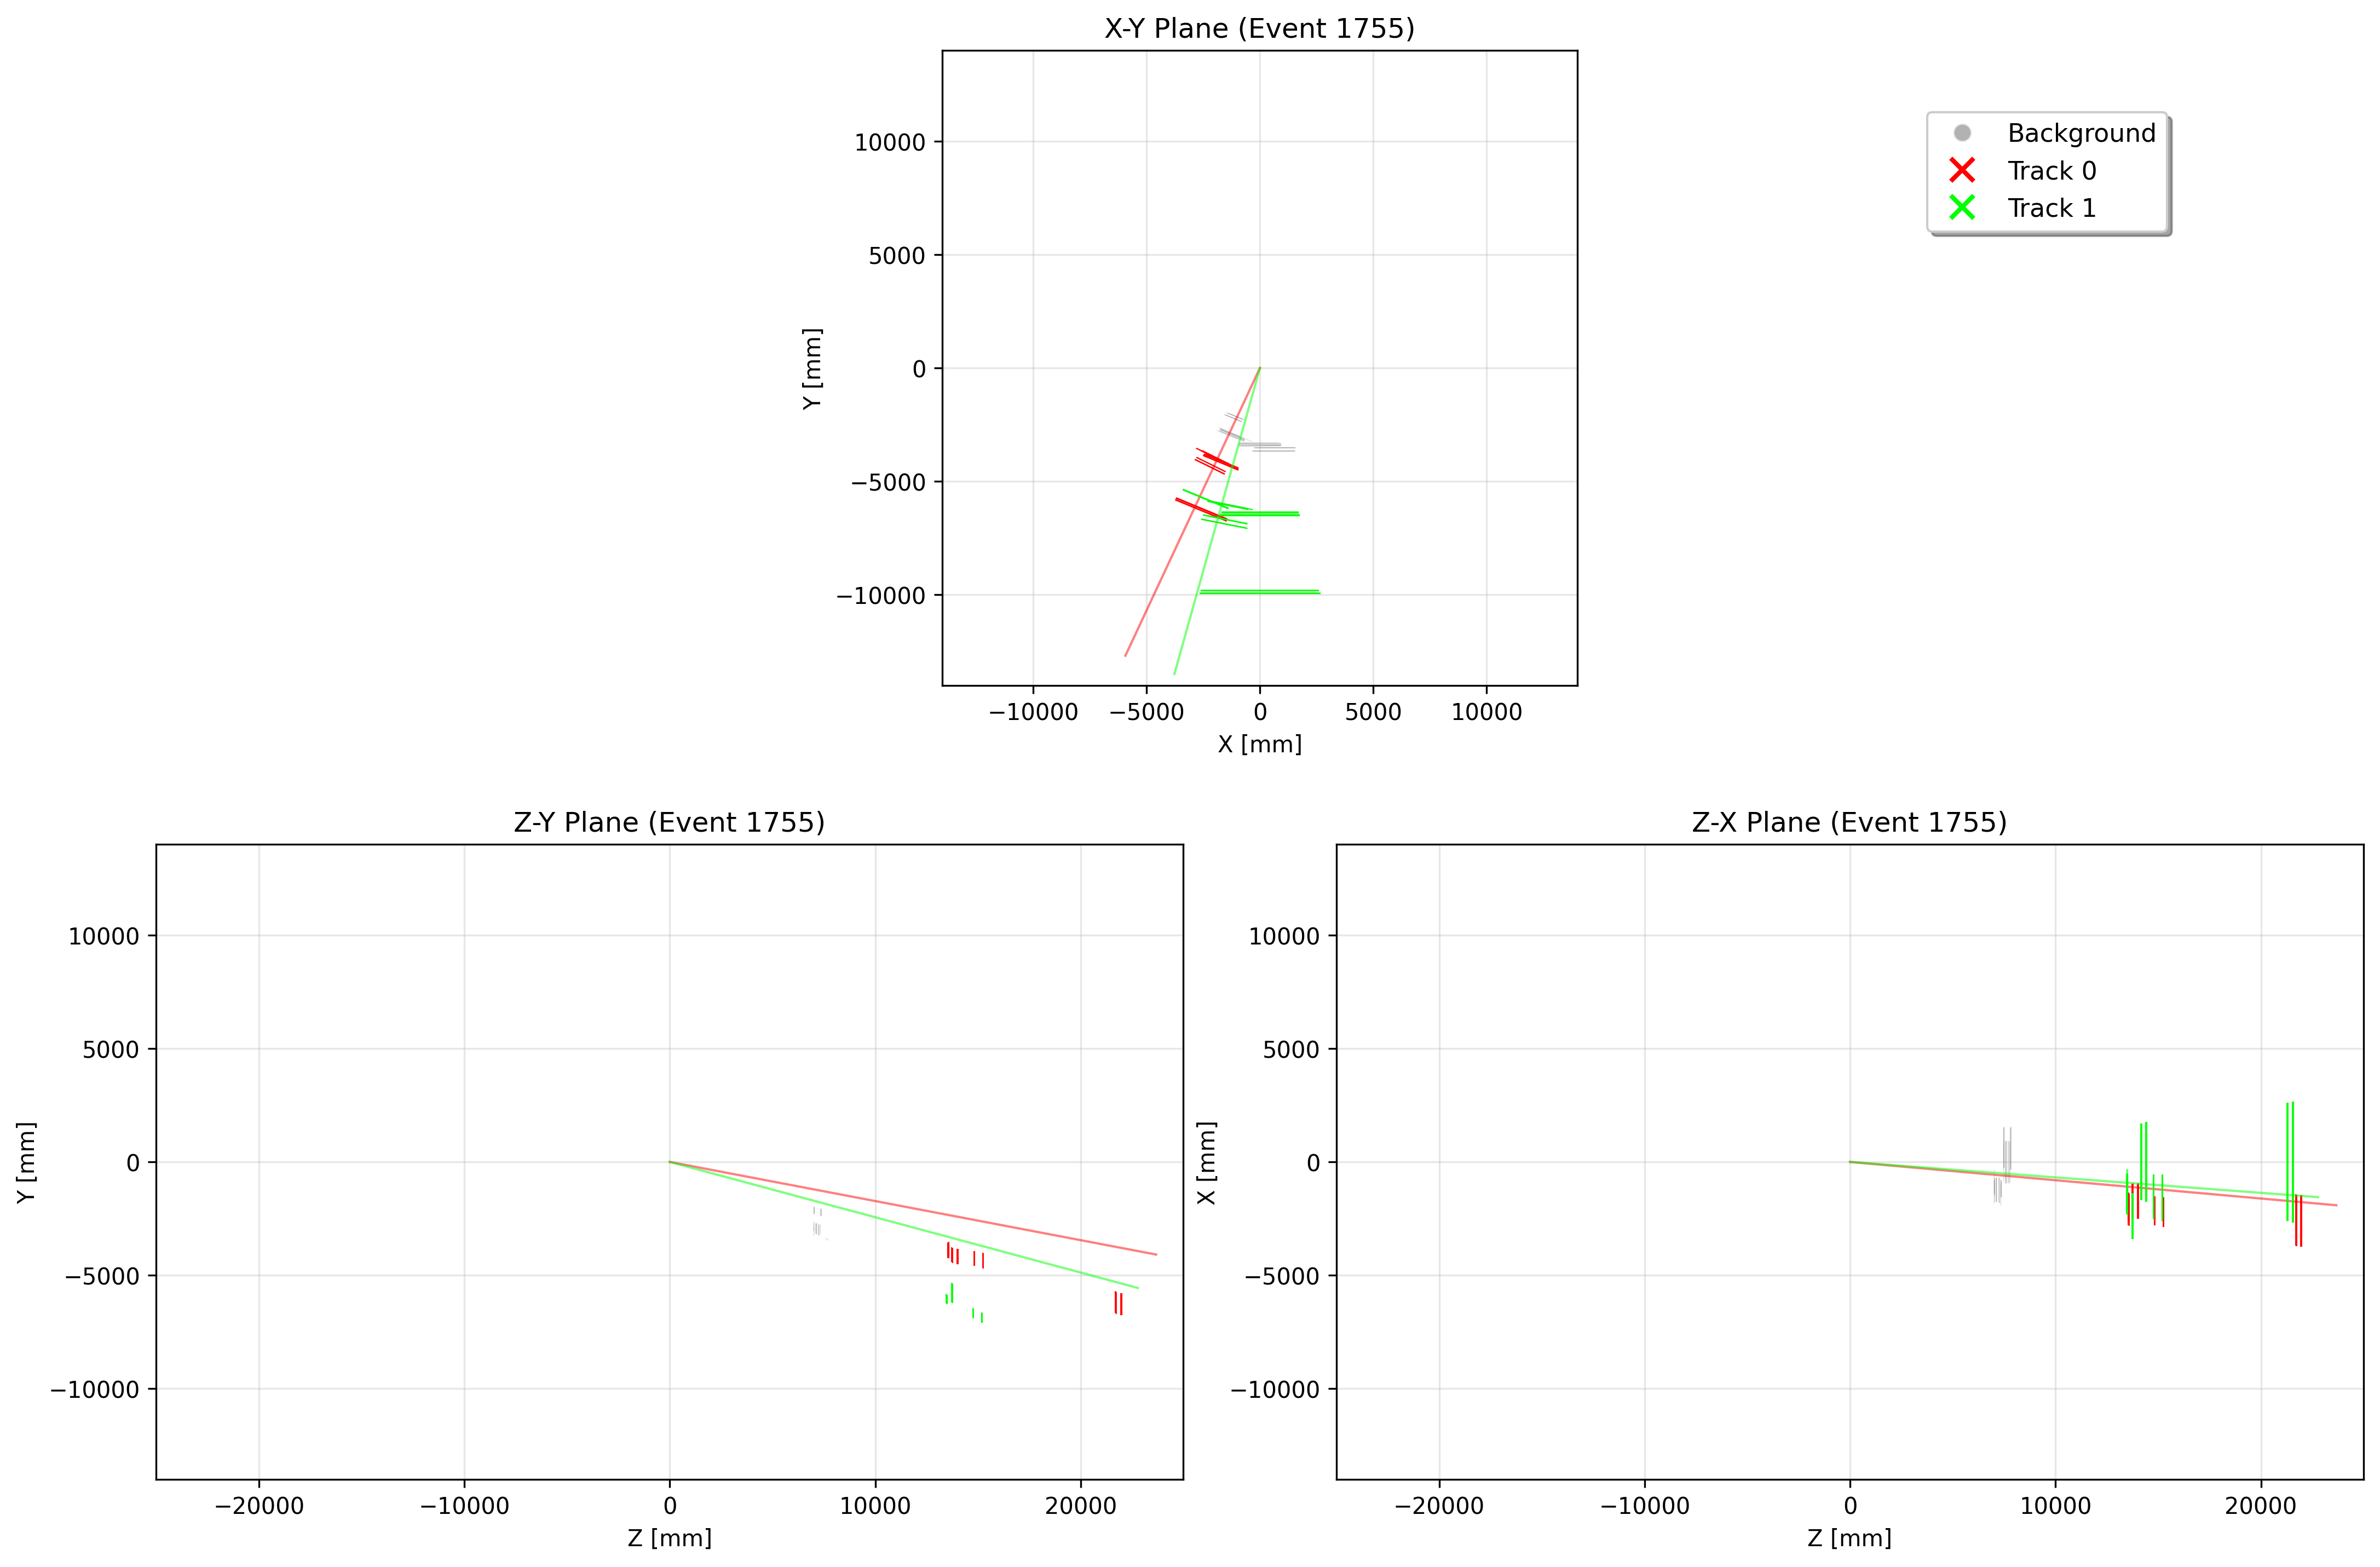 X-Y Plane (Event 1755)
10000
5000
0
−5000
−10000
Y [mm]
−10000 −5000 0 5000 10000
X [mm]
Background
Track 0
Track 1
Z-Y Plane (Event 1755)
10000
5000
0
−5000
−10000
Y [mm]
−20000 −10000 0 10000 20000
Z [mm]
Z-X Plane (Event 1755)
10000
5000
0
−5000
−10000
X [mm]
−20000 −10000 0 10000 20000
Z [mm]